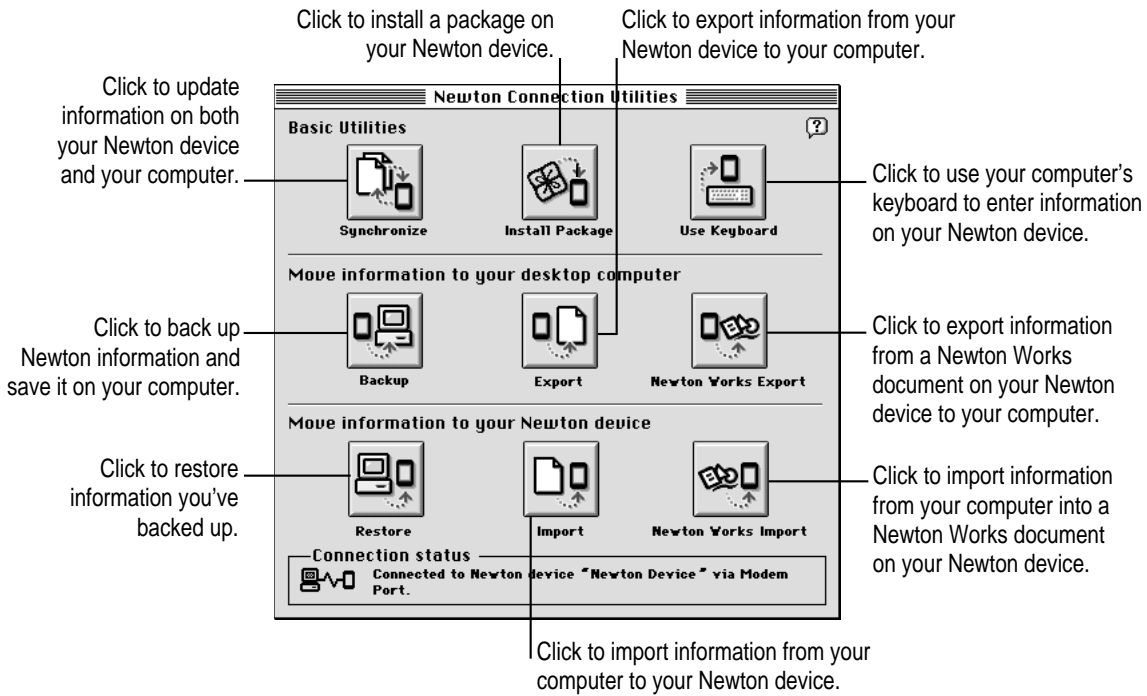 Click to install a package on
your Newton device.
Click to export information from your
Newton device to your computer.
Click to update
information on both
your Newton device
and your computer.
Newton Connection Utilities
Basic Utilities
?
Synchronize
Install Package
Use Keyboard
Click to use your computer's
keyboard to enter information
on your Newton device.
Move information to your desktop computer
Click to back up
Newton information and
save it on your computer.
Backup
Export
Newton Works Export
Click to export information
from a Newton Works
document on your Newton
device to your computer.
Move information to your Newton device
Click to restore
information you've
backed up.
Restore
Import
Newton Works Import
Click to import information
from your computer into a
Newton Works document
on your Newton device.
Connection status
Connected to Newton device "Newton Device" via Modem
Port.
Click to import information from your
computer to your Newton device.